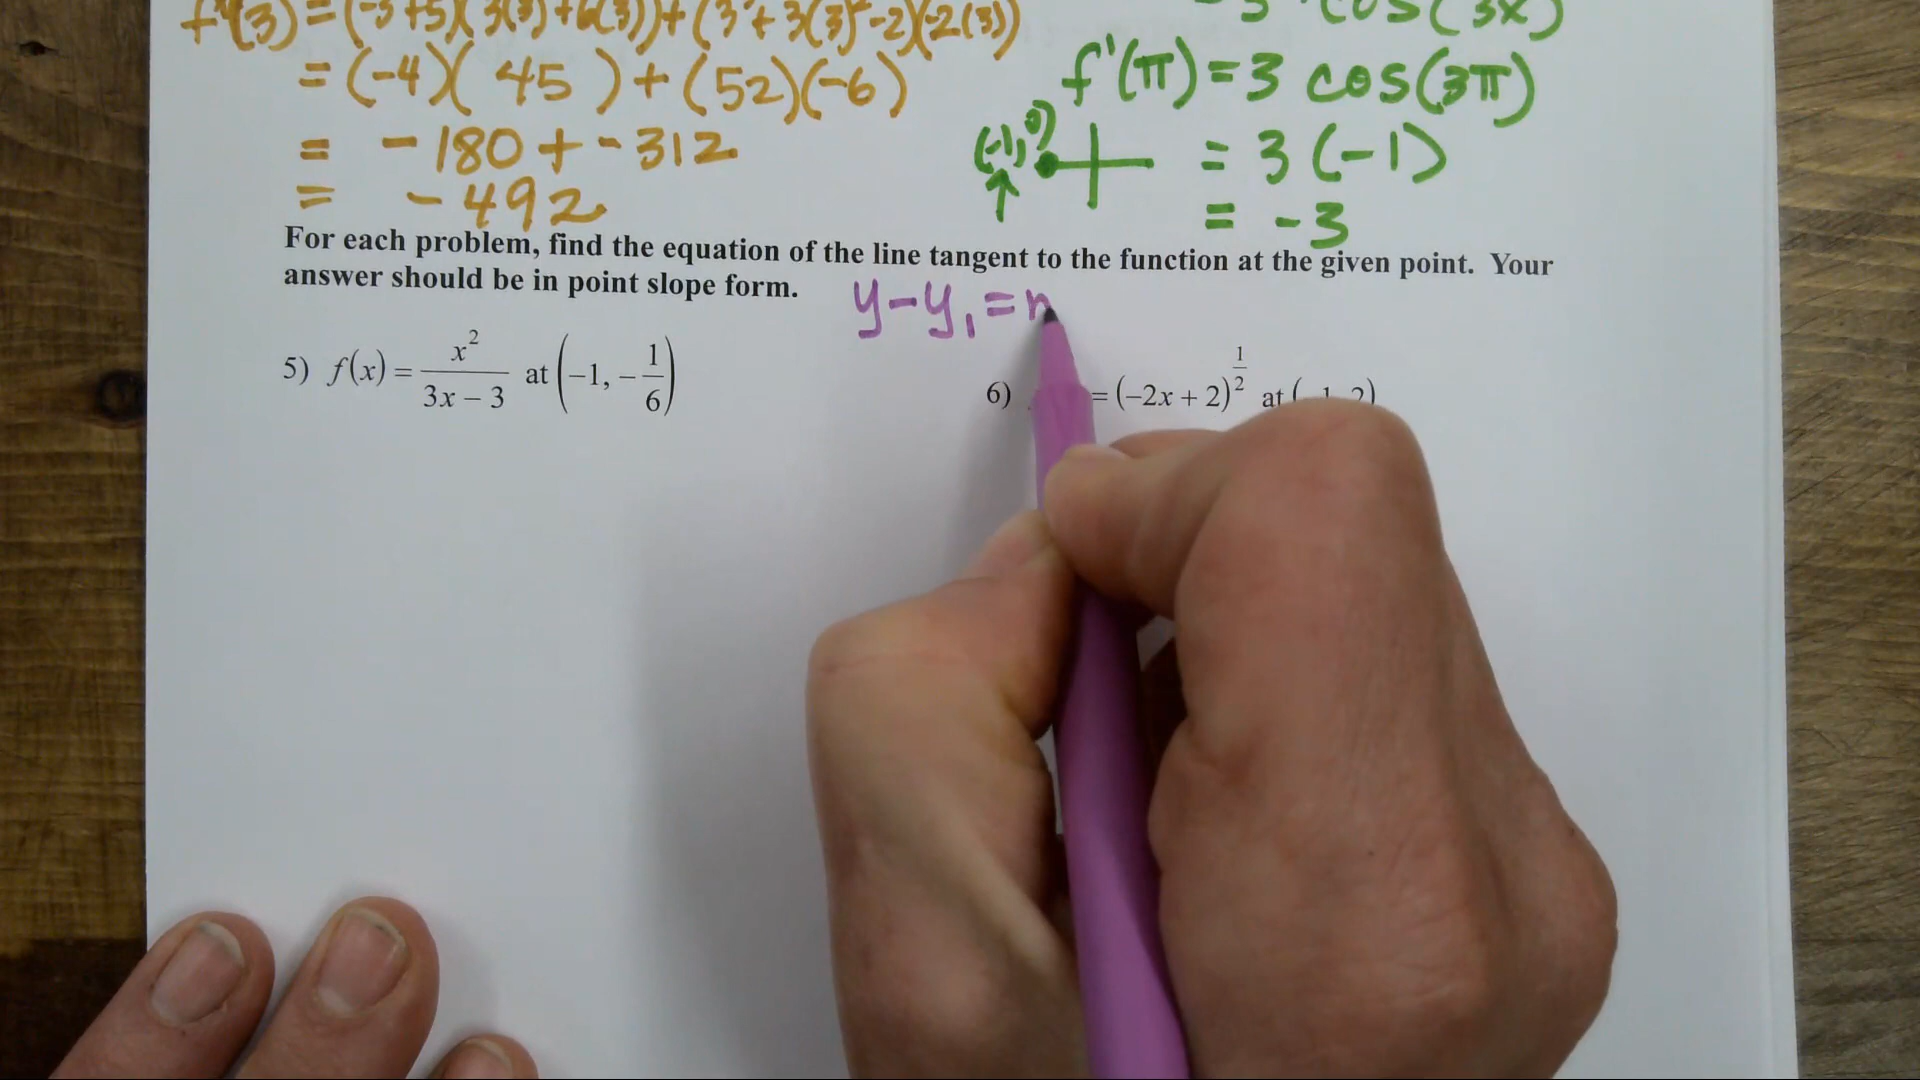 = (-4)( 45 ) + (52)(-6)
= -180 + -312
= -492
f'(π) = 3 cos(3π)
(-1, 0)
= 3 (-1)
= -3
For each problem, find the equation of the line tangent to the function at the given point. Your
answer should be in point slope form.
y - y₁ =
5) f(x) = x²/(3x − 3) at (−1, −1/6)
6) = (−2x + 2)^(1/2) at